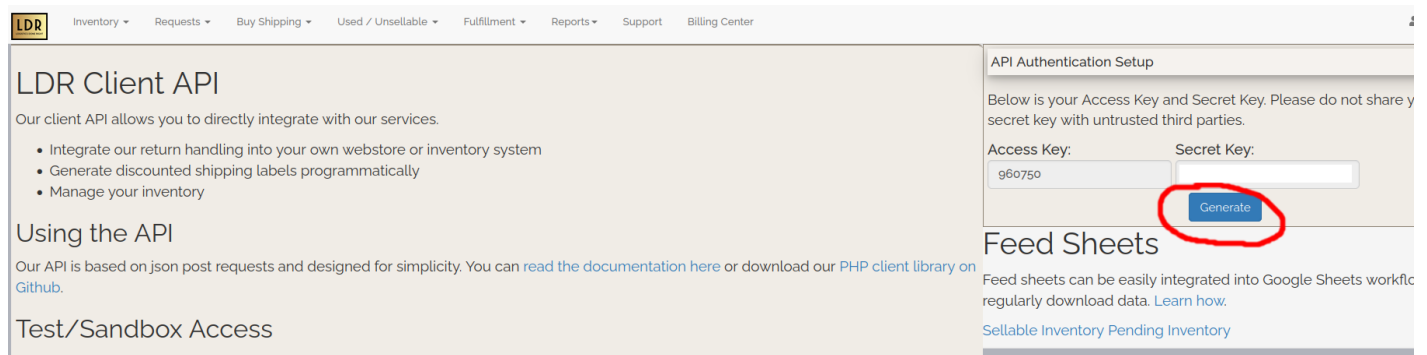 LDR
Inventory Requests Buy Shipping Used / Unsellable Fulfillment Reports Support Billing Center
LDR Client API
Our client API allows you to directly integrate with our services.
• Integrate our return handling into your own webstore or inventory system
• Generate discounted shipping labels programmatically
• Manage your inventory
Using the API
Our API is based on json post requests and designed for simplicity. You can read the documentation here or download our PHP client library on
Github.
Test/Sandbox Access
API Authentication Setup
Below is your Access Key and Secret Key. Please do not share y
secret key with untrusted third parties.
Access Key: Secret Key:
960750
Generate
Feed Sheets
Feed sheets can be easily integrated into Google Sheets workflo
regularly download data. Learn how.
Sellable Inventory Pending Inventory